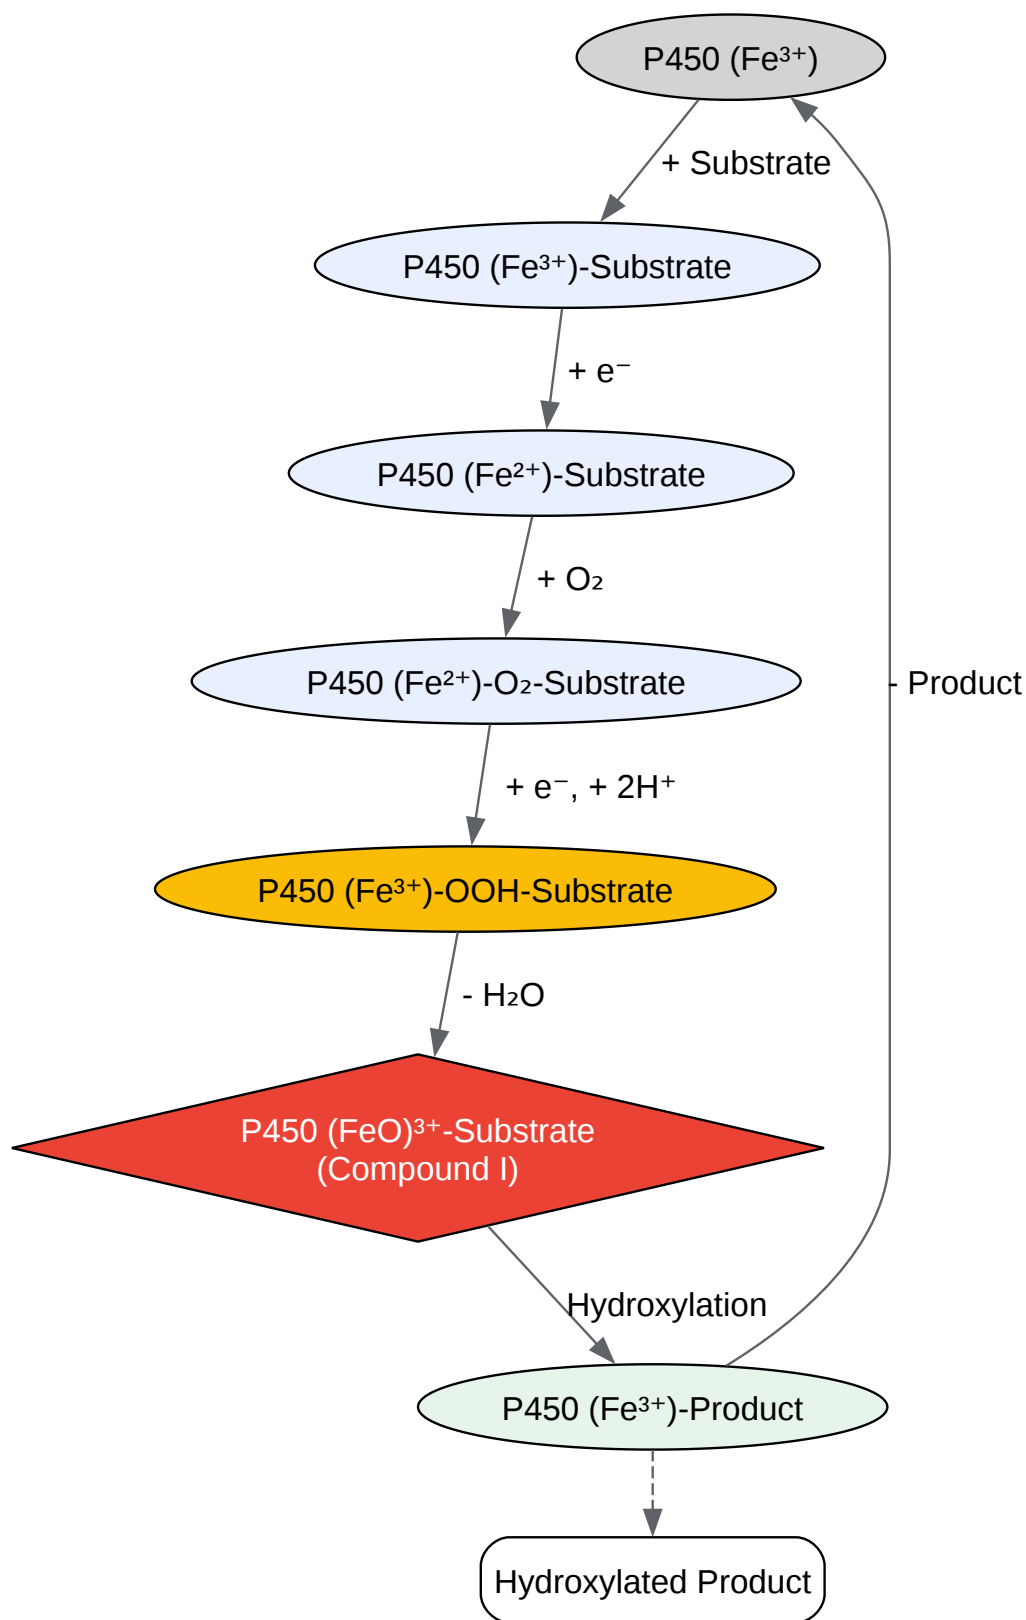 P450 (Fe³⁺)
+ Substrate
P450 (Fe³⁺)-Substrate
+ e⁻
P450 (Fe²⁺)-Substrate
+ O₂
P450 (Fe²⁺)-O₂-Substrate
- Product
+ e⁻, + 2H⁺
P450 (Fe³⁺)-OOH-Substrate
- H₂O
P450 (FeO)³⁺-Substrate
(Compound I)
Hydroxylation
P450 (Fe³⁺)-Product
Hydroxylated Product